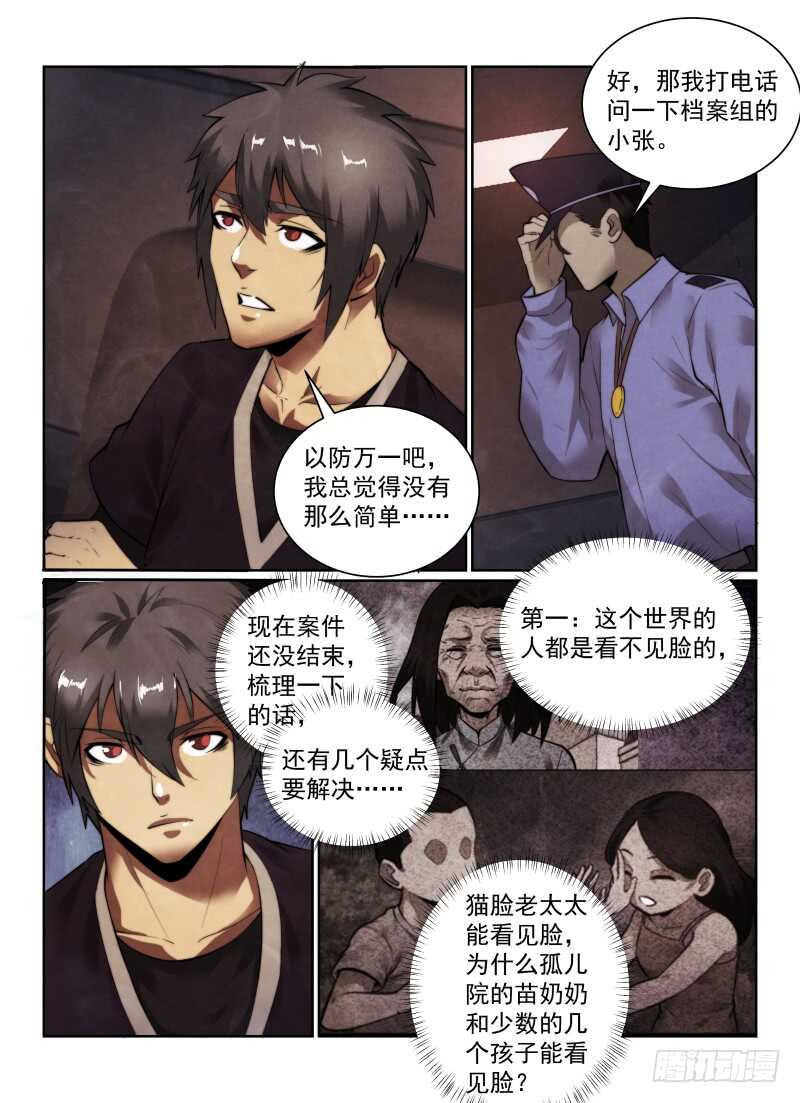 好，那我打电话
问一下档案组的
小张。
以防万一吧，
我总觉得没有
那么简单……
现在案件
还没结束，
梳理一下
的话，
还有几个疑点
要解决……
第一：这个世界的
人都是看不见脸的，
猫脸老太太
能看见脸，
为什么孤儿
院的苗奶奶
和少数的几
个孩子能看
见脸？
腾讯动漫